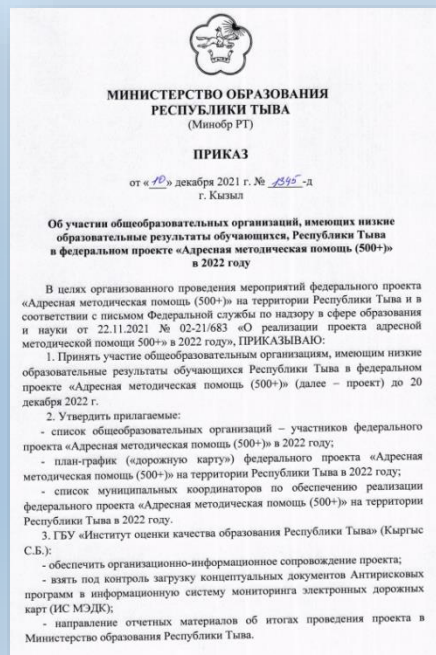 МИНИСТЕРСТВО ОБРАЗОВАНИЯ
РЕСПУБЛИКИ ТЫВА
(Минобр РТ)
ПРИКАЗ
от «10» декабря 2021 г. № 1345-д
г. Кызыл
Об участии общеобразовательных организаций, имеющих низкие
образовательные результаты обучающихся, Республики Тыва
в федеральном проекте «Адресная методическая помощь (500+)»
в 2022 году
В целях организованного проведения мероприятий федерального проекта
«Адресная методическая помощь (500+)» на территории Республики Тыва и в
соответствии с письмом Федеральной службы по надзору в сфере образования
и науки от 22.11.2021 № 02-21/683 «О реализации проекта адресной
методической помощи 500+» в 2022 году», ПРИКАЗЫВАЮ:
1. Принять участие общеобразовательным организациям, имеющим низкие
образовательные результаты обучающихся Республики Тыва в федеральном
проекте «Адресная методическая помощь (500+)» (далее – проект) до 20
декабря 2022 г.
2. Утвердить прилагаемые:
- список общеобразовательных организаций – участников федерального
проекта «Адресная методическая помощь (500+)» в 2022 году;
- план-график («дорожную карту») федерального проекта «Адресная
методическая помощь (500+)» на территории Республики Тыва в 2022 году;
- список муниципальных координаторов по обеспечению реализации
федерального проекта «Адресная методическая помощь (500+)» на территории
Республики Тыва в 2022 году.
3. ГБУ «Институт оценки качества образования Республики Тыва» (Кыргыс
С.Б.):
- обеспечить организационно-информационное сопровождение проекта;
- взять под контроль загрузку концептуальных документов Антирисковых
программ в информационную систему мониторинга электронных дорожных
карт (ИС МЭДК);
- направление отчетных материалов об итогах проведения проекта в
Министерство образования Республики Тыва.